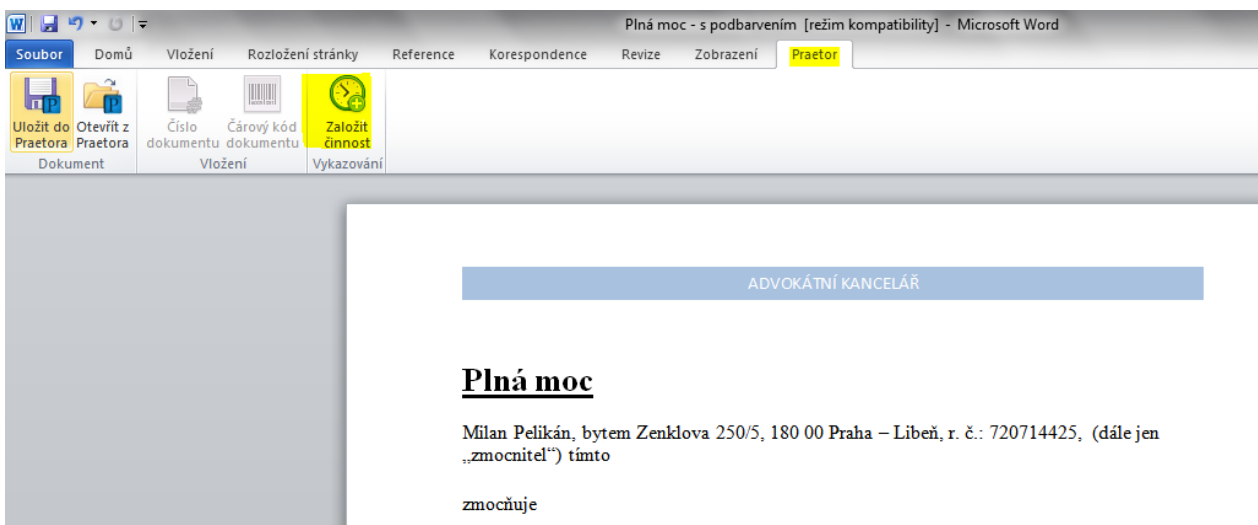 Plná moc - s podbarvením [režim kompatibility] - Microsoft Word
Soubor Domů Vložení Rozložení stránky Reference Korespondence Revize Zobrazení Praetor
Uložit do Praetora
Otevřít z Praetora
Číslo dokumentu
Čárový kód dokumentu
Založit činnost
Dokument Vložení Vykazování
ADVOKÁTNÍ KANCELÁŘ
Plná moc
Milan Pelikán, bytem Zenklova 250/5, 180 00 Praha – Libeň, r. č.: 720714425, (dále jen
„zmocnitel“) tímto
zmocňuje